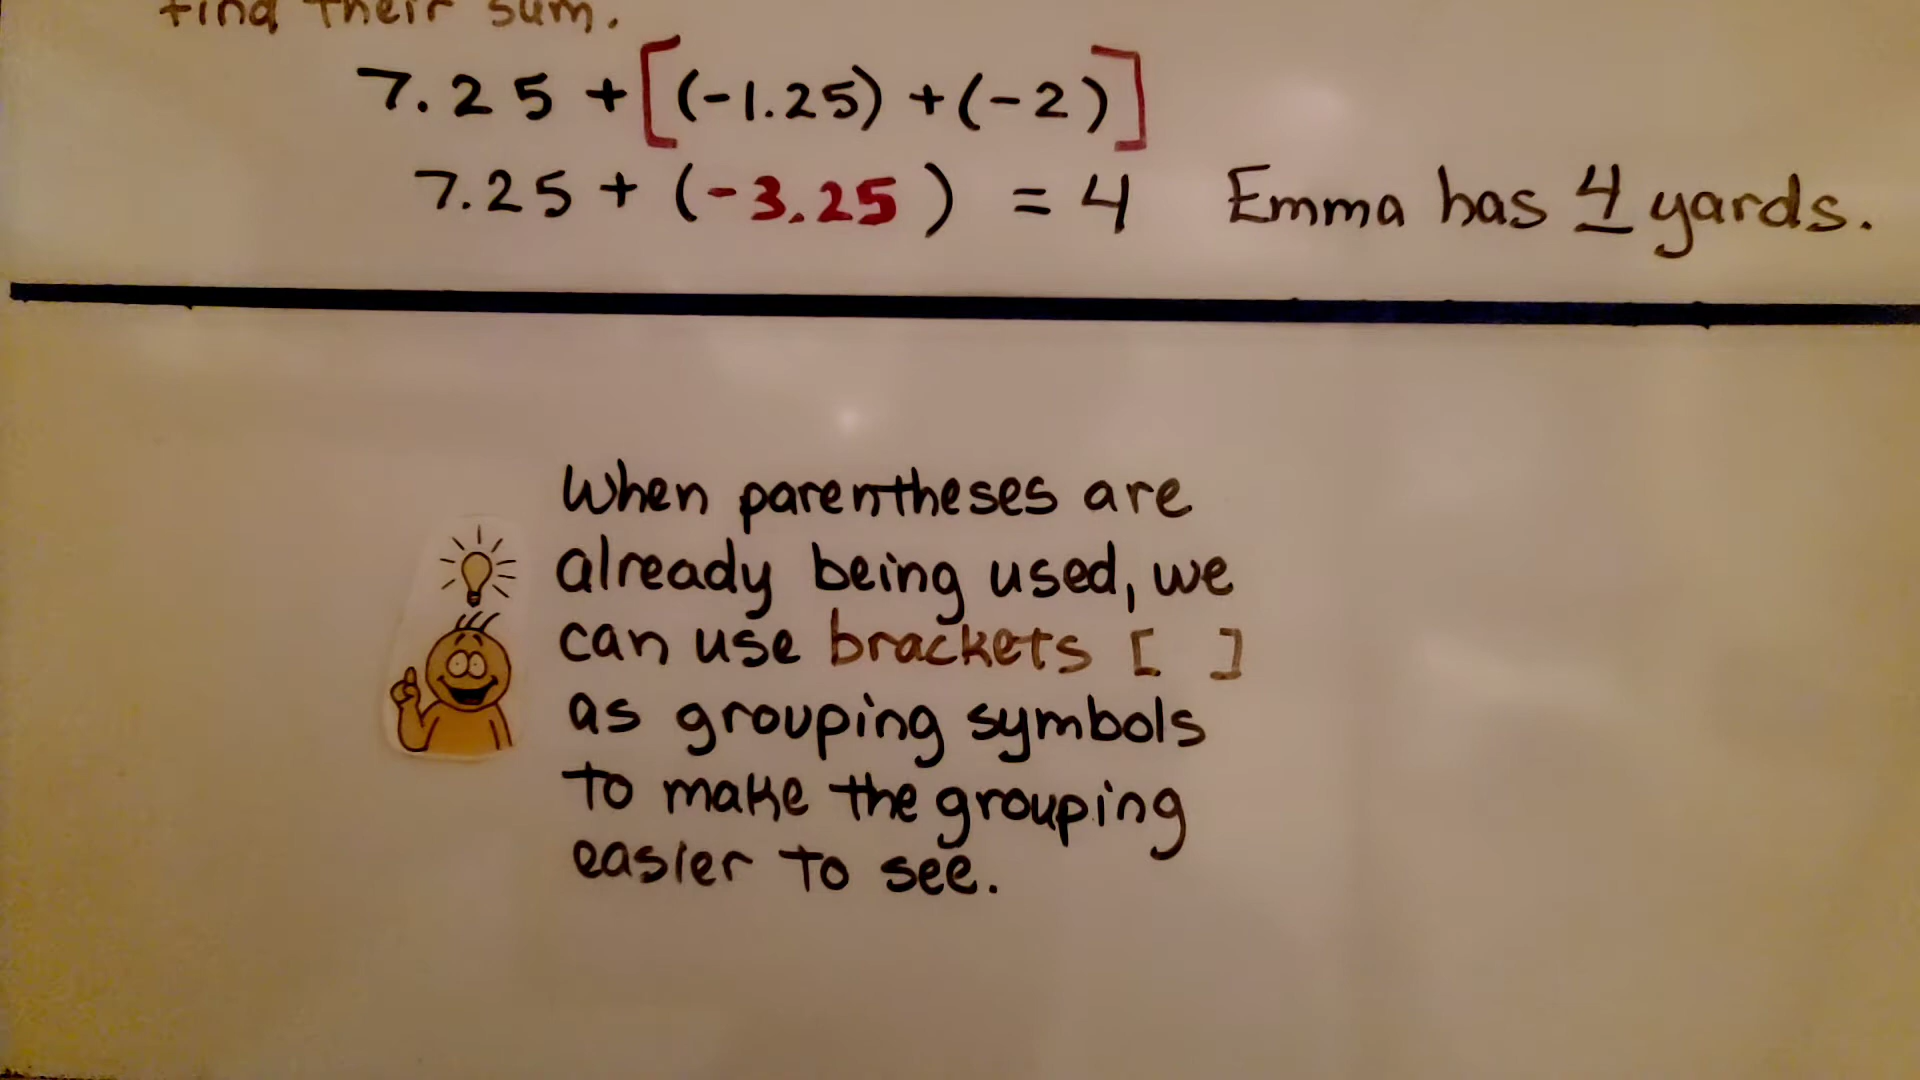 find their sum.
7.25 + [(-1.25) + (-2)]
7.25 + (-3.25) = 4 Emma has 4 yards.
When parentheses are
already being used, we
can use brackets [ ]
as grouping symbols
to make the grouping
easier to see.